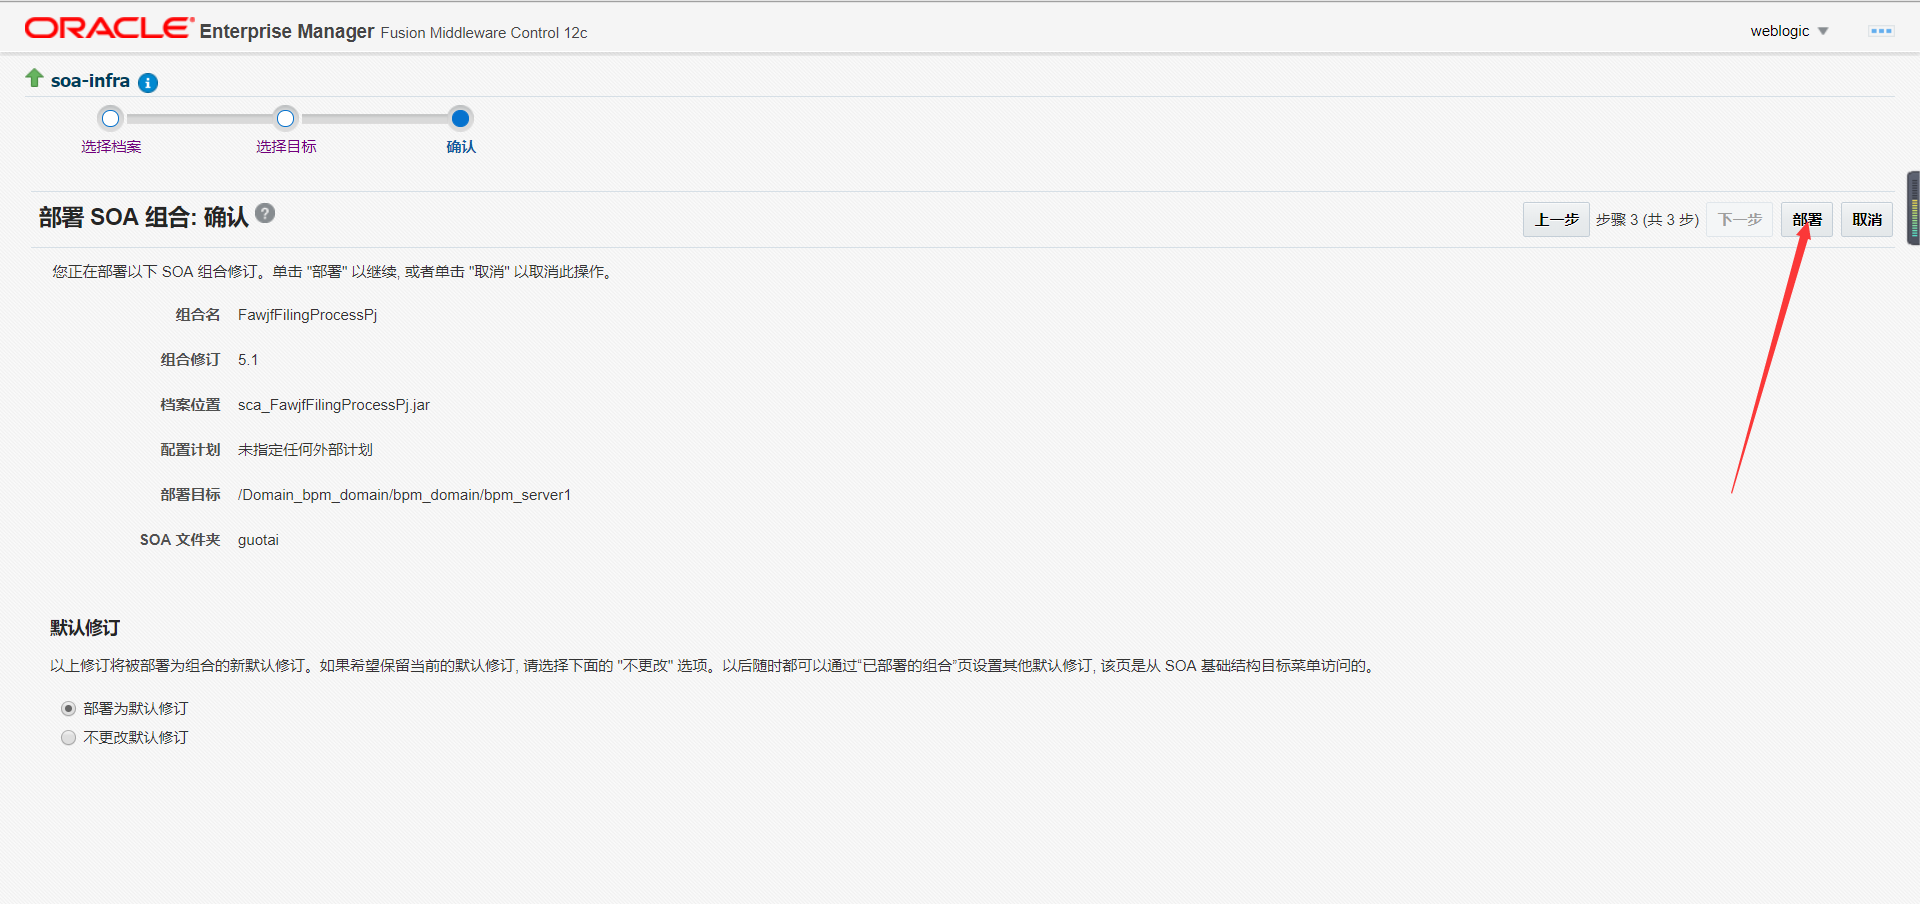 ORACLE Enterprise Manager Fusion Middleware Control 12c
weblogic
soa-infra
选择档案 选择目标 确认
部署 SOA 组合: 确认
上一步 步骤 3 (共 3 步) 下一步 部署 取消
您正在部署以下 SOA 组合修订。单击 "部署" 以继续, 或者单击 "取消" 以取消此操作。
组合名 FawjfFilingProcessPj
组合修订 5.1
档案位置 sca_FawjfFilingProcessPj.jar
配置计划 未指定任何外部计划
部署目标 /Domain_bpm_domain/bpm_domain/bpm_server1
SOA 文件夹 guotai
默认修订
以上修订将被部署为组合的新默认修订。如果希望保留当前的默认修订, 请选择下面的 "不更改" 选项。以后随时都可以通过“已部署的组合”页设置其他默认修订, 该页是从 SOA 基础结构目标菜单访问的。
部署为默认修订
不更改默认修订